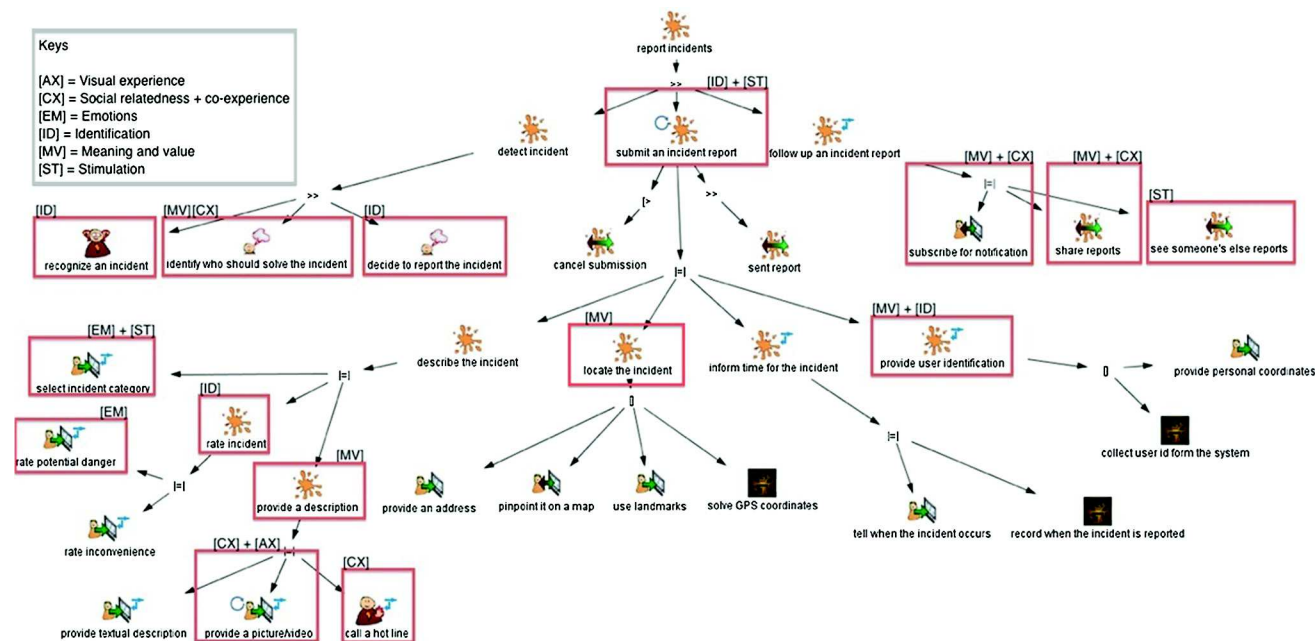 Keys
[AX] = Visual experience
[CX] = Social relatedness + co-experience
[EM] = Emotions
[ID] = Identification
[MV] = Meaning and value
[ST] = Stimulation
report incidents
>>
[ID] + [ST]
detect incident
submit an incident report
follow up an incident report
>>
[ID]
recognize an incident
[MV][CX]
identify who should solve the incident
[ID]
decide to report the incident
[>
cancel submission
>>
sent report
[MV] + [CX]
|=|
subscribe for notification
[MV] + [CX]
share reports
[ST]
see someone's else reports
|=|
describe the incident
[MV]
locate the incident
inform time for the incident
[MV] + [ID]
provide user identification
[]
provide personal coordinates
collect user id form the system
|=|
[EM] + [ST]
select incident category
[ID]
rate incident
[EM]
rate potential danger
|=|
rate inconvenience
[MV]
provide a description
|=|
provide textual description
[CX] + [AX]
provide a picture/video
[CX]
call a hot line
[]
provide an address
pinpoint it on a map
use landmarks
solve GPS coordinates
|=|
tell when the incident occurs
record when the incident is reported